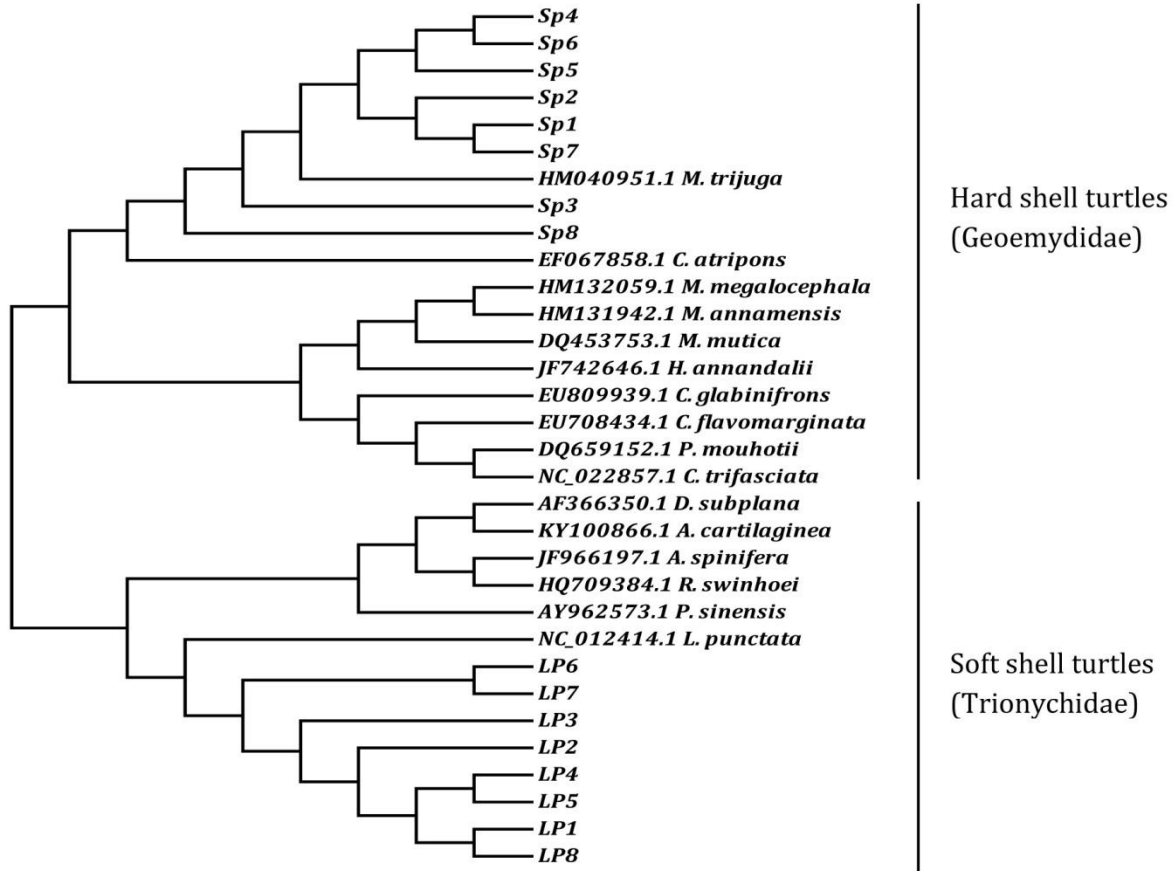 Sp4
Sp6
Sp5
Sp2
Sp1
Sp7
HM040951.1 M. trijuga
Sp3
Sp8
EF067858.1 C. atripons
HM132059.1 M. megalocephala
HM131942.1 M. annamensis
DQ453753.1 M. mutica
JF742646.1 H. annandalii
EU809939.1 C. glabinifrons
EU708434.1 C. flavomarginata
DQ659152.1 P. mouhotii
NC_022857.1 C. trifasciata
Hard shell turtles
(Geoemydidae)
AF366350.1 D. subplana
KY100866.1 A. cartilaginea
JF966197.1 A. spinifera
HQ709384.1 R. swinhoei
AY962573.1 P. sinensis
NC_012414.1 L. punctata
LP6
LP7
LP3
LP2
LP4
LP5
LP1
LP8
Soft shell turtles
(Trionychidae)